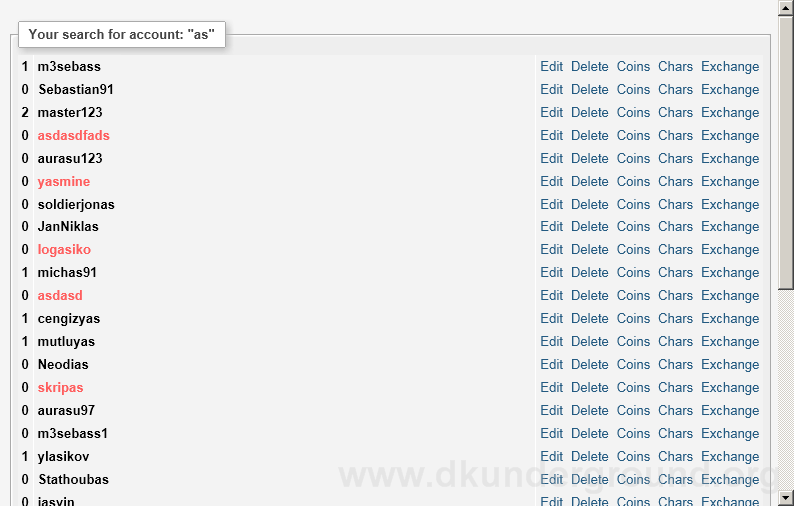 Your search for account: "as"
1 m3sebass Edit Delete Coins Chars Exchange
0 Sebastian91 Edit Delete Coins Chars Exchange
2 master123 Edit Delete Coins Chars Exchange
0 asdasdfads Edit Delete Coins Chars Exchange
0 aurasu123 Edit Delete Coins Chars Exchange
0 yasmine Edit Delete Coins Chars Exchange
0 soldierjonas Edit Delete Coins Chars Exchange
0 JanNiklas Edit Delete Coins Chars Exchange
0 logasiko Edit Delete Coins Chars Exchange
1 michas91 Edit Delete Coins Chars Exchange
0 asdasd Edit Delete Coins Chars Exchange
1 cengizyas Edit Delete Coins Chars Exchange
1 mutluyas Edit Delete Coins Chars Exchange
0 Neodias Edit Delete Coins Chars Exchange
0 skripas Edit Delete Coins Chars Exchange
0 aurasu97 Edit Delete Coins Chars Exchange
0 m3sebass1 Edit Delete Coins Chars Exchange
1 ylasikov Edit Delete Coins Chars Exchange
0 Stathoubas Edit Delete Coins Chars Exchange
www.dkunderground.org
0 jasvin Edit Delete Coins Chars Exchange